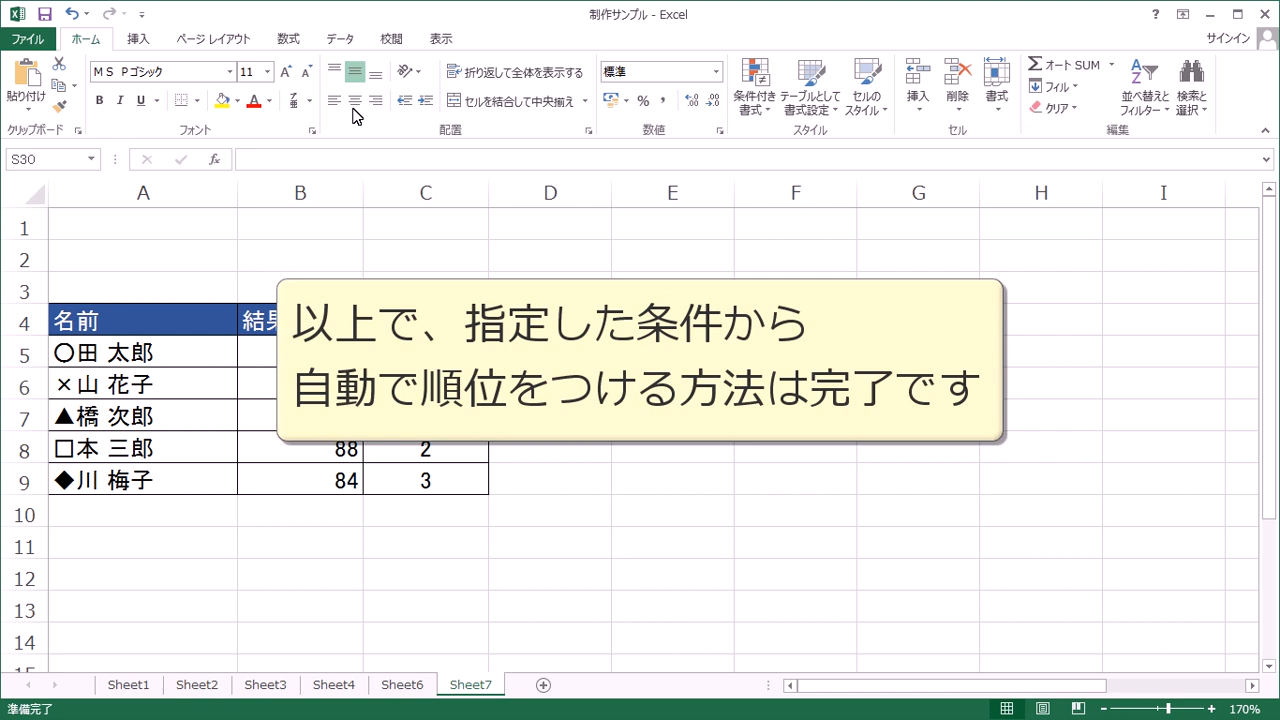 制作サンプル - Excel
?
ファイル ホーム 挿入 ページ レイアウト 数式 データ 校閲 表示 サインイン
貼り付け
クリップボード
ＭＳ Ｐゴシック 11
B I U A
フォント
折り返して全体を表示する
セルを結合して中央揃え
配置
標準
% ,
数値
条件付き書式
テーブルとして書式設定
セルのスタイル
スタイル
挿入 削除 書式
セル
Σ オート SUM
フィル
クリア
並べ替えとフィルター
検索と選択
編集
S30 fx
A B C D E F G H I
1
2
3
4 名前
5 〇田 太郎
6 ×山 花子
7 ▲橋 次郎
8 □本 三郎 88 2
9 ◆川 梅子 84 3
10
11
12
13
14
以上で、指定した条件から
自動で順位をつける方法は完了です
Sheet1 Sheet2 Sheet3 Sheet4 Sheet6 Sheet7
準備完了 170%